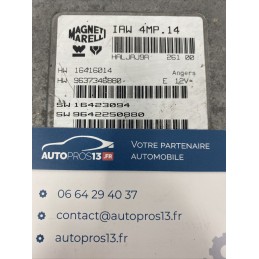 MAGNETI
MARELLI
IAW 4MP.14
HALJAJ9A 261 00
HW 16416014 Angers
HW 9637348880- E 12V=
SW 16423094
SW 9642250880
AUTOPROS13.FR
VOTRE PARTENAIRE
AUTOMOBILE
06 64 29 40 37
contact@autopros13.fr
autopros13.fr